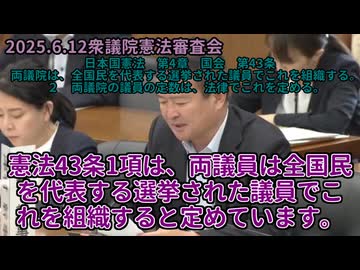 2025.6.12衆議院憲法審査会
日本国憲法　第4章　国会　第43条
両議院は、全国民を代表する選挙された議員でこれを組織する。
2　両議院の議員の定数は、法律でこれを定める。
憲法43条1項は、両議員は全国民
を代表する選挙された議員でこ
れを組織すると定めています。